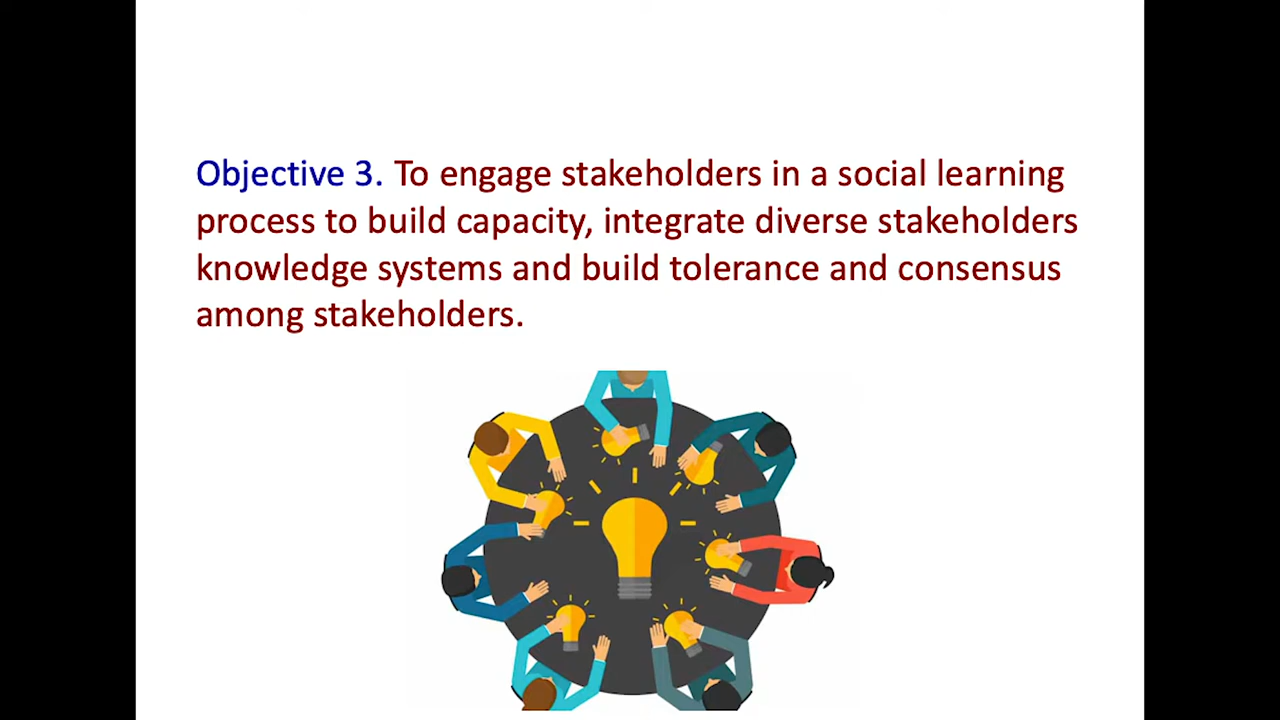 Objective 3. To engage stakeholders in a social learning
process to build capacity, integrate diverse stakeholders
knowledge systems and build tolerance and consensus
among stakeholders.